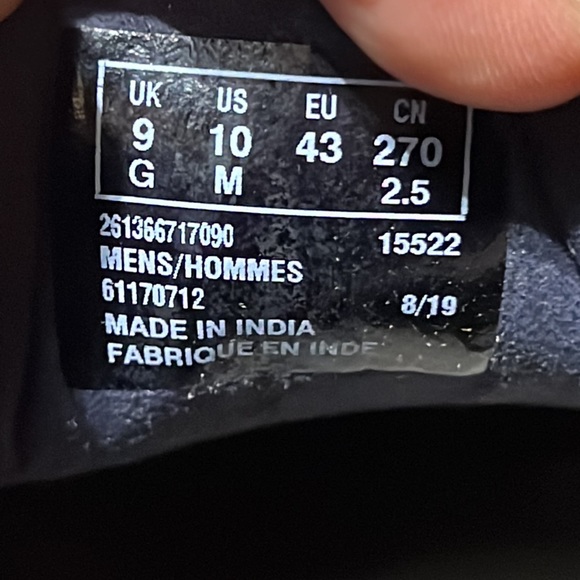 UK US EU CN
9 10 43 270
G M 2.5
261366717090 15522
MENS/HOMMES
61170712 8/19
MADE IN INDIA
FABRIQUE EN INDE